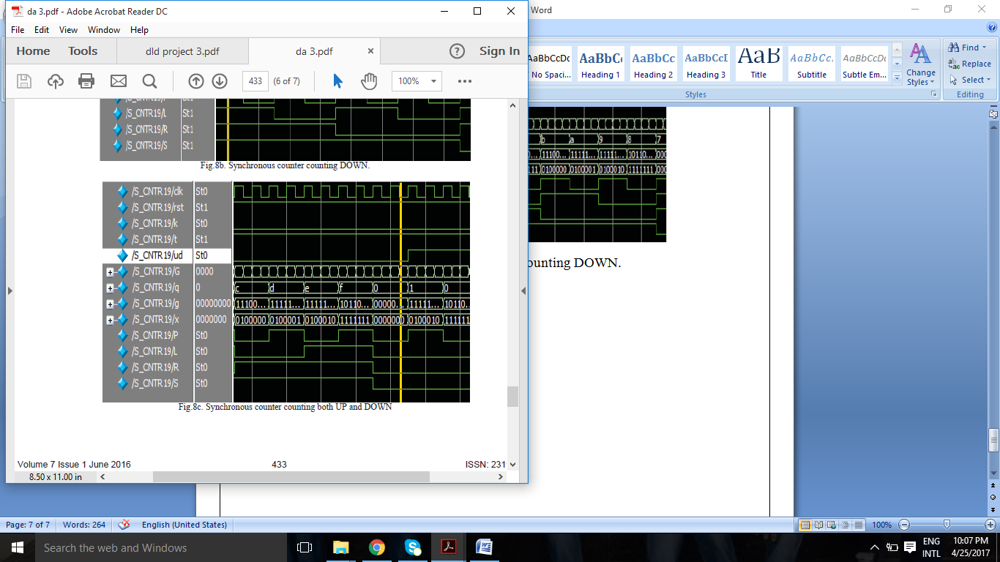 da 3.pdf - Adobe Acrobat Reader DC
File Edit View Window Help
Home Tools dld project 3.pdf da 3.pdf × ? Sign In
433 (6 of 7) 100%
/S_CNTR19/L St1
/S_CNTR19/R St1
/S_CNTR19/S St1
Fig.8b. Synchronous counter counting DOWN.
/S_CNTR19/clk St0
/S_CNTR19/rst St1
/S_CNTR19/k St0
/S_CNTR19/t St1
/S_CNTR19/ud St0
/S_CNTR19/G 0000
/S_CNTR19/q 0 c d e f 0 1 0
/S_CNTR19/g 00000000 11100... 11111... 11111... 10110... 00000... 11111... 10110...
/S_CNTR19/x 0000000 0100000 0100001 0100010 1111111 0000000 0100010 111111
/S_CNTR19/P St0
/S_CNTR19/L St0
/S_CNTR19/R St0
/S_CNTR19/S St0
Fig.8c. Synchronous counter counting both UP and DOWN
Volume 7 Issue 1 June 2016 433 ISSN: 231
8.50 x 11.00 in
Word
AaBbCcDc AaBbC AaBbCc AaBbCcI AaB AaBbCc. AaBbCcDc
No Spaci... Heading 1 Heading 2 Heading 3 Title Subtitle Subtle Em...
Change
Styles
Styles
Find
Replace
Select
Editing
b a 9 8 7
11100... 11111... 11111... 10110... 000
111 0100000 0100001 0100010 1111111 000
ounting DOWN.
Page: 7 of 7 Words: 264 English (United States) 100%
Search the web and Windows
ENG
INTL
10:07 PM
4/25/2017